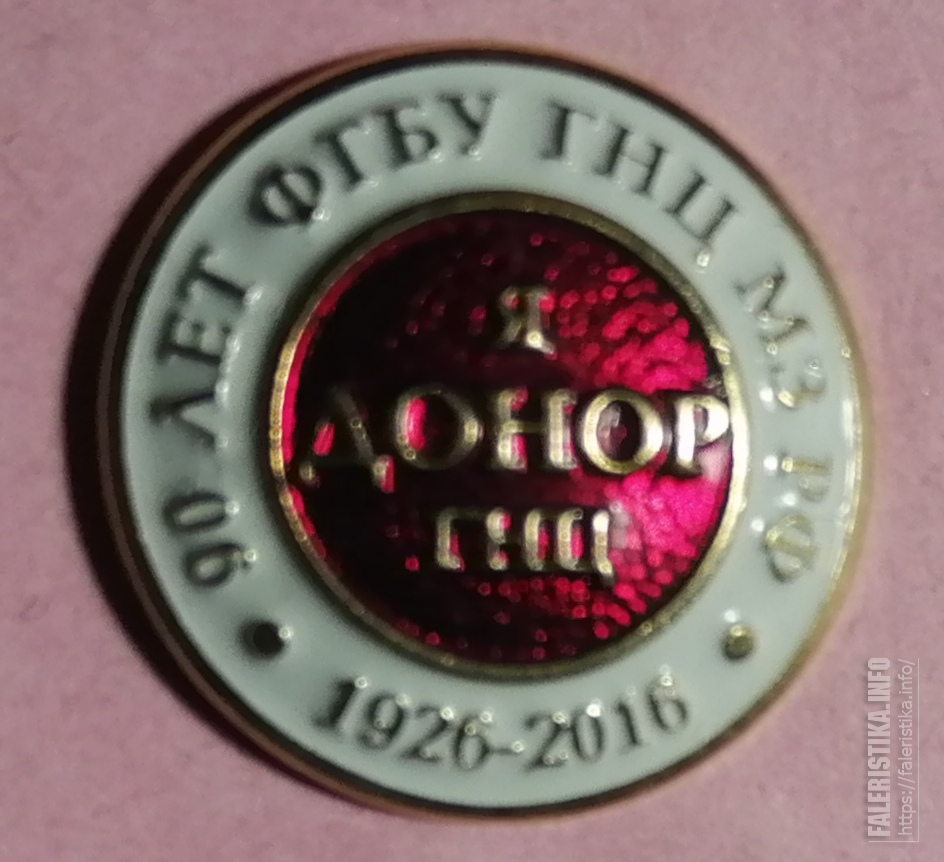 90 ЛЕТ ФГБУ ГНЦ МЗ РФ
Я
ДОНОР
ГНЦ
1926-2016
FALERISTIKA.INFO
https://faleristika.info/